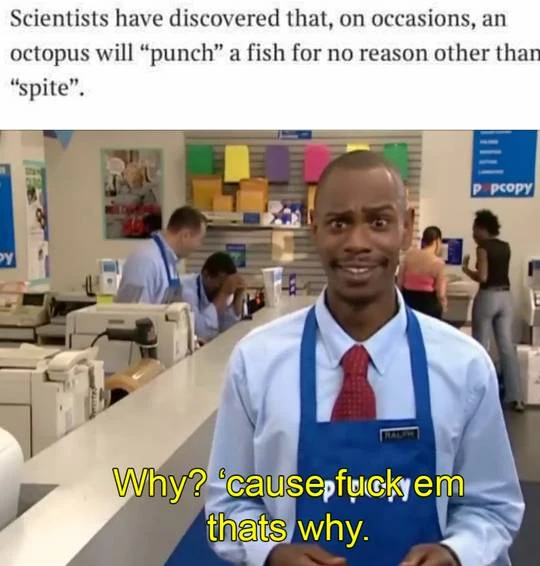 Scientists have discovered that, on occasions, an
octopus will “punch” a fish for no reason other than
“spite”.
popcopy
PY
RALPH
Why? ‘cause fuck em
thats why.